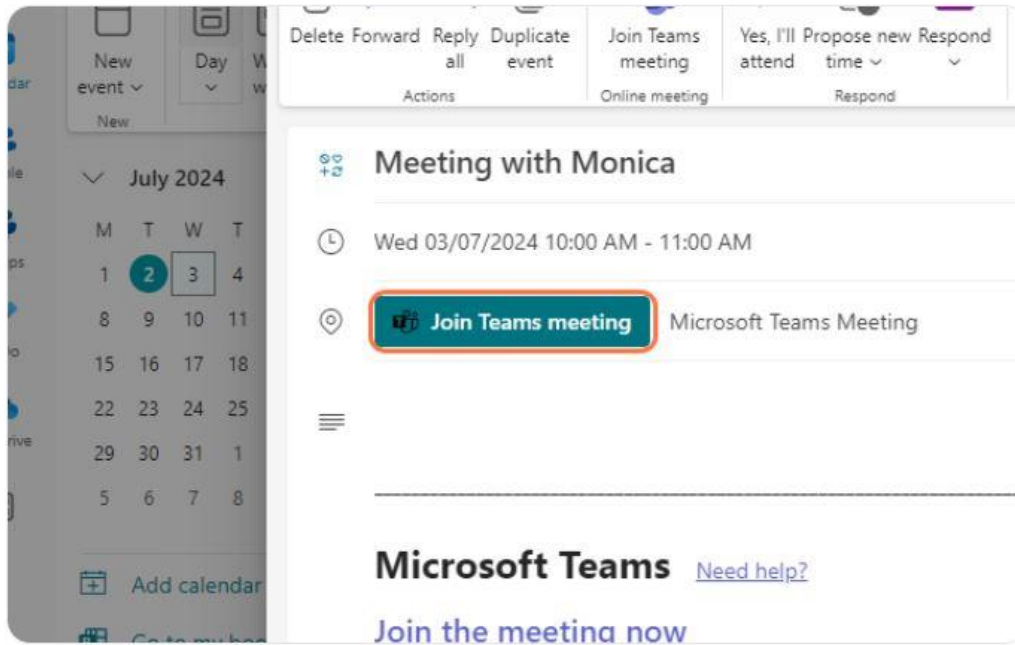 Delete Forward Reply all Duplicate event Join Teams meeting Yes, I'll attend Propose new time Respond
Actions Online meeting Respond
New event Day
New
Meeting with Monica
July 2024
M T W T
Wed 03/07/2024 10:00 AM - 11:00 AM
1 2 3 4
8 9 10 11
Join Teams meeting Microsoft Teams Meeting
15 16 17 18
22 23 24 25
29 30 31 1
5 6 7 8
Microsoft Teams Need help?
Add calendar
Join the meeting now
Go to my